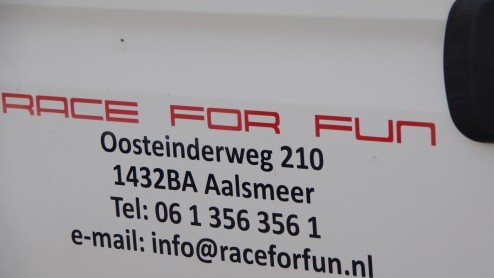 RACE FOR FUN
Oosteinderweg 210
1432BA Aalsmeer
Tel: 06 1 356 356 1
e-mail: info@raceforfun.nl